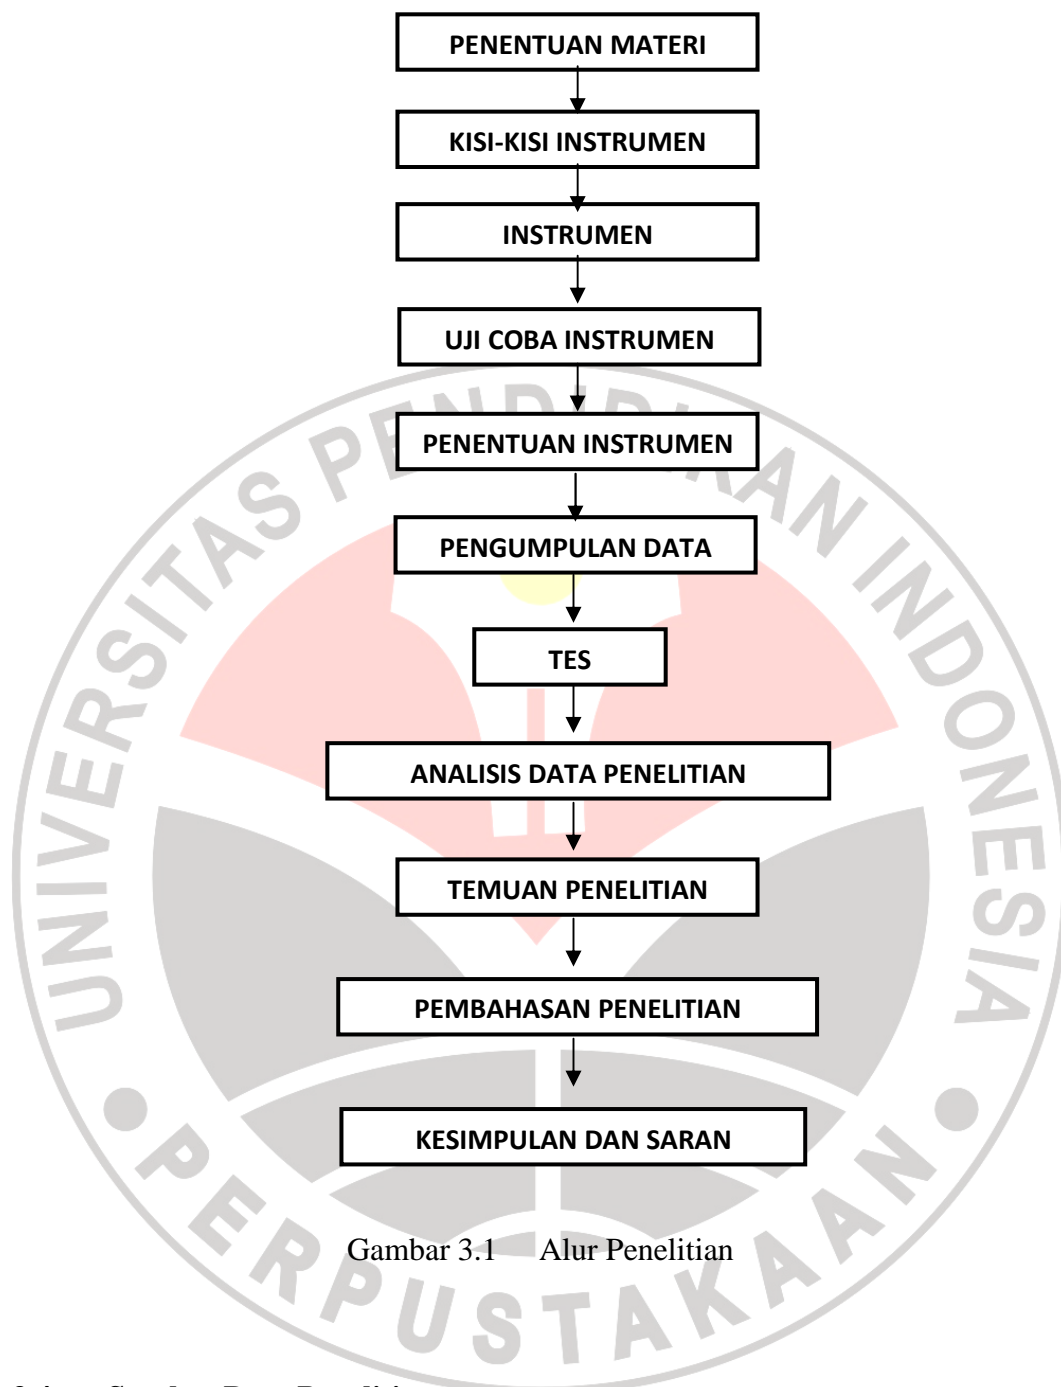 PENENTUAN MATERI
KISI-KISI INSTRUMEN
INSTRUMEN
UJI COBA INSTRUMEN
PENENTUAN INSTRUMEN
PENGUMPULAN DATA
TES
ANALISIS DATA PENELITIAN
TEMUAN PENELITIAN
PEMBAHASAN PENELITIAN
KESIMPULAN DAN SARAN
Gambar 3.1 Alur Penelitian
UNIVERSITAS PENDIDIKAN INDONESIA
PERPUSTAKAAN